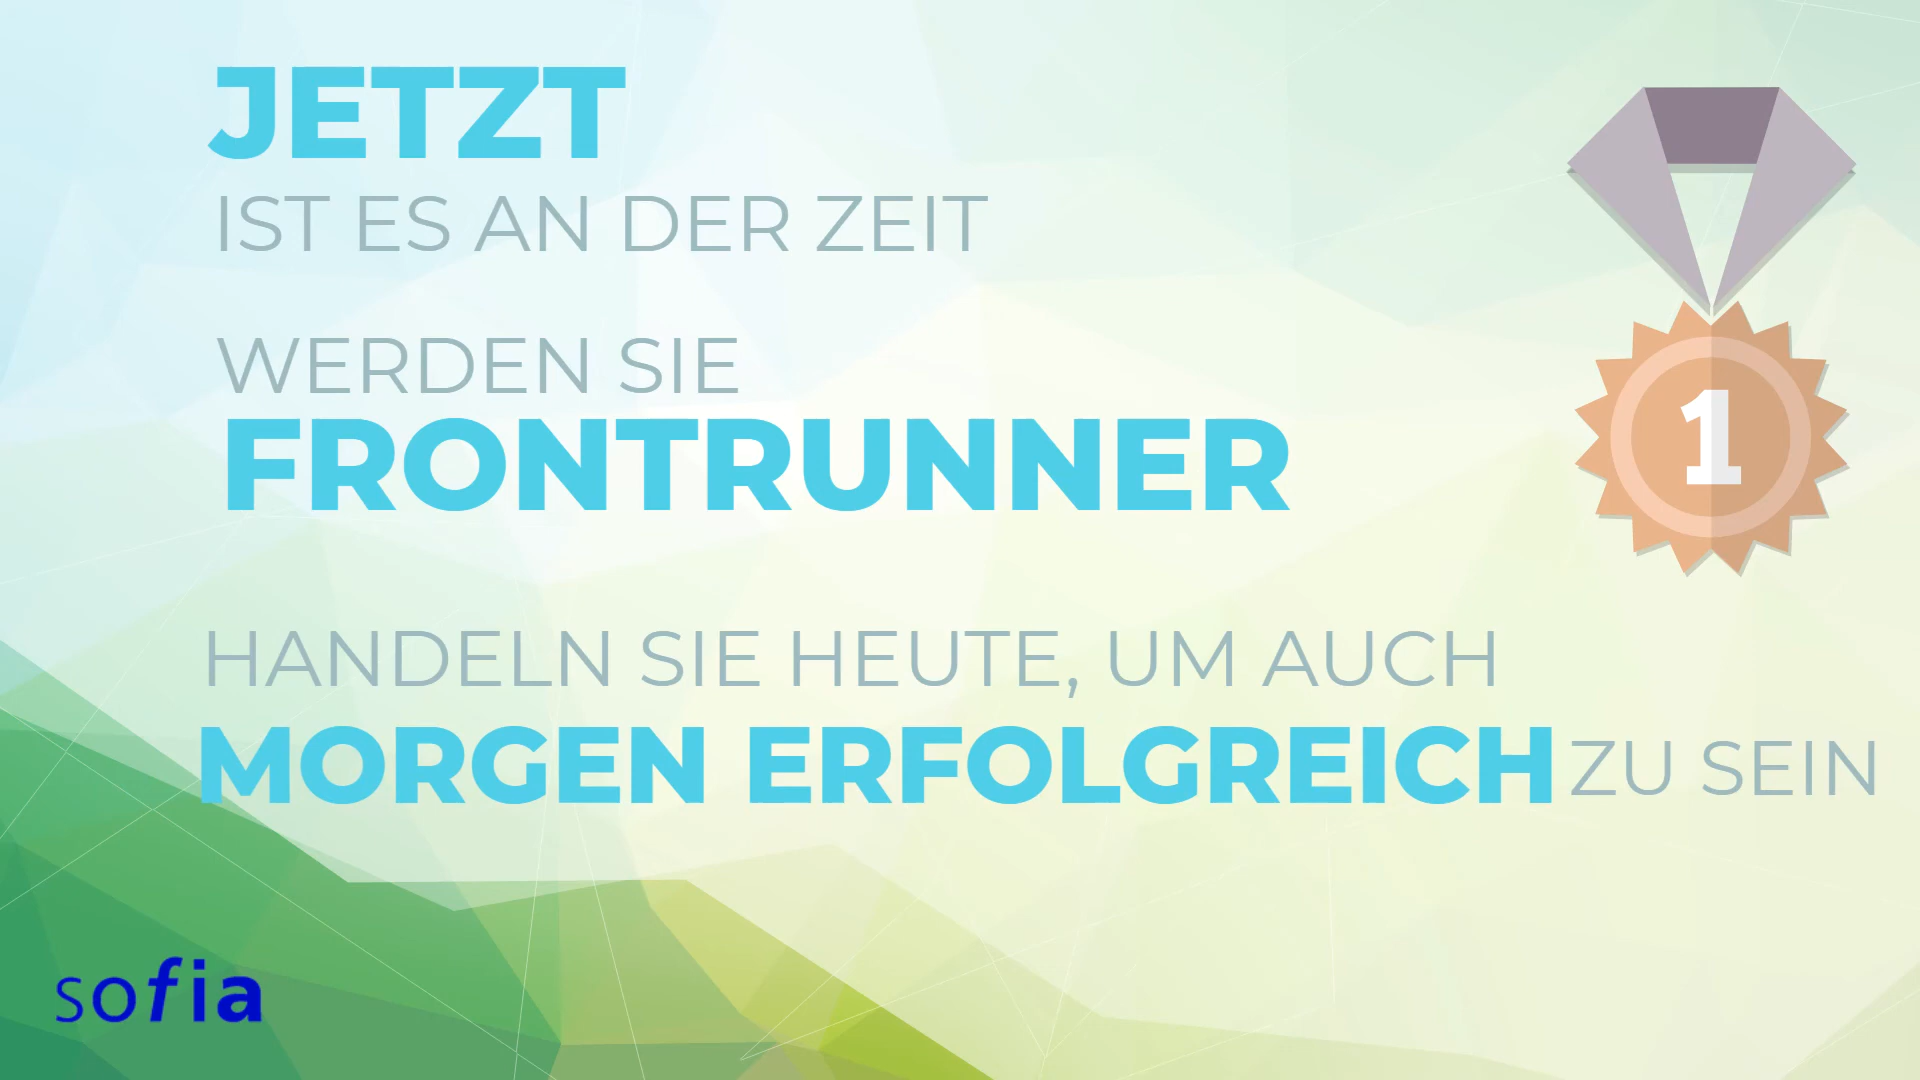 JETZT
IST ES AN DER ZEIT
WERDEN SIE
FRONTRUNNER
HANDELN SIE HEUTE, UM AUCH
MORGEN ERFOLGREICH ZU SEIN
1
sofia